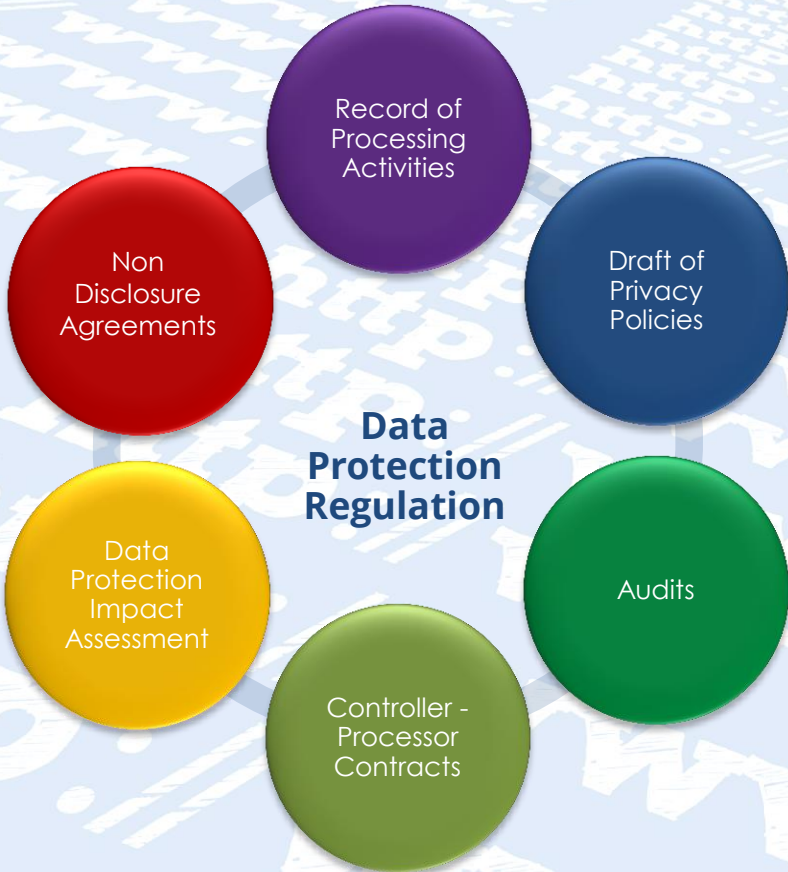 Record of
Processing
Activities
Non
Disclosure
Agreements
Draft of
Privacy
Policies
Data
Protection
Regulation
Data
Protection
Impact
Assessment
Audits
Controller -
Processor
Contracts